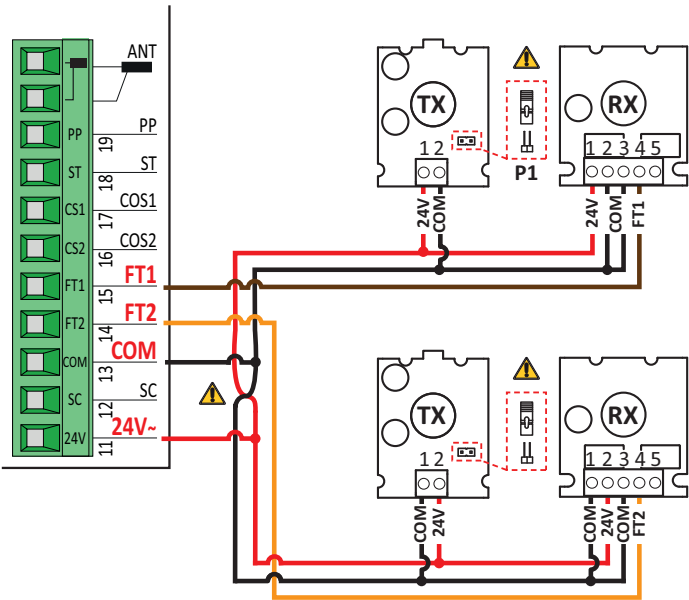 ANT
PP 19 PP
ST 18 ST
CS1 17 COS1
CS2 16 COS2
FT1 15 FT1
FT2 14 FT2
COM 13 COM
SC 12 SC
24V 11 24V~
TX
1 2
24V COM
P1
RX
1 2 3 4 5
24V COM FT1
TX
1 2
COM 24V
RX
1 2 3 4 5
COM 24V COM FT2